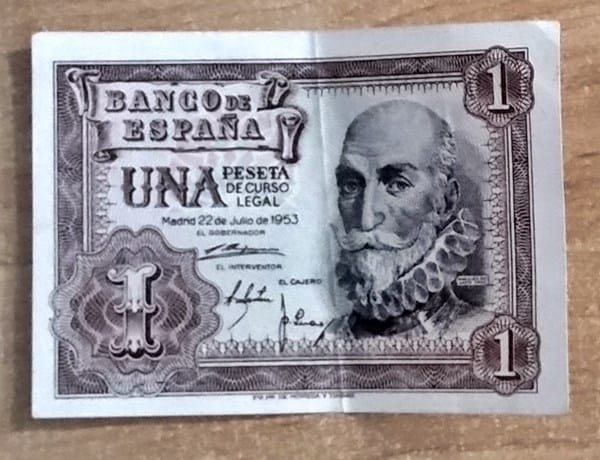 1
BANCO DE
ESPAÑA
UNA PESETA
DE CURSO
LEGAL
Madrid 22 de Julio de 1953
EL GOBERNADOR
EL INTERVENTOR
EL CAJERO
1
1